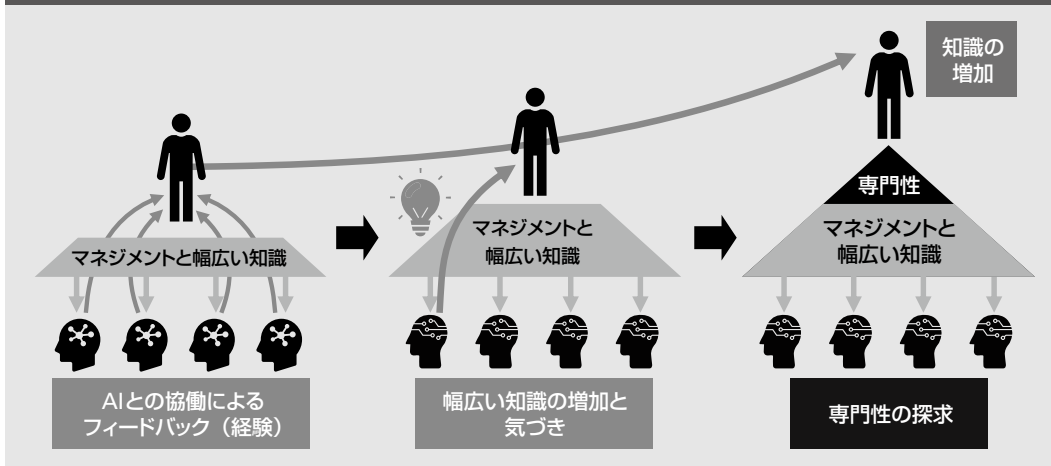 知識の
増加
専門性
マネジメントと幅広い知識
マネジメントと
幅広い知識
マネジメントと
幅広い知識
AIとの協働による
フィードバック（経験）
幅広い知識の増加と
気づき
専門性の探求